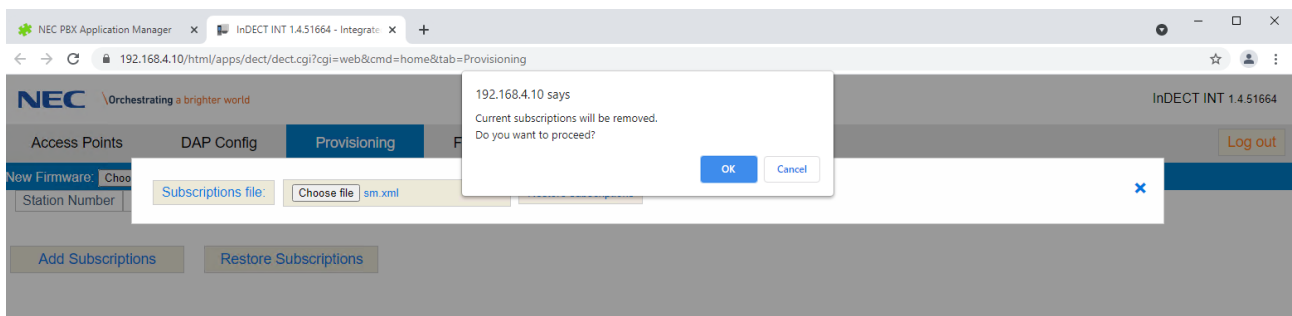 NEC PBX Application Manager
InDECT INT 1.4.51664 - Integrate
192.168.4.10/html/apps/dect/dect.cgi?cgi=web&cmd=home&tab=Provisioning
NEC \Orchestrating a brighter world
InDECT INT 1.4.51664
192.168.4.10 says
Current subscriptions will be removed.
Do you want to proceed?
OK Cancel
Access Points DAP Config Provisioning F
Log out
New Firmware: Choo
Subscriptions file: Choose file sm.xml
Station Number
Add Subscriptions Restore Subscriptions